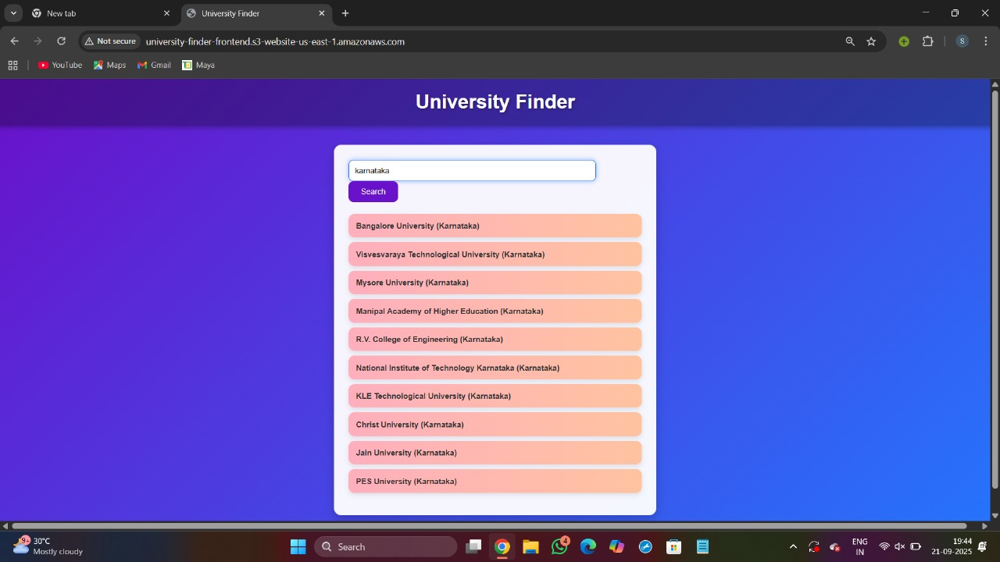 New tab
University Finder
Not secure
university-finder-frontend.s3-website-us-east-1.amazonaws.com
S
YouTube
Maps
Gmail
Maya
University Finder
karnataka
Search
Bangalore University (Karnataka)
Visvesvaraya Technological University (Karnataka)
Mysore University (Karnataka)
Manipal Academy of Higher Education (Karnataka)
R.V. College of Engineering (Karnataka)
National Institute of Technology Karnataka (Karnataka)
KLE Technological University (Karnataka)
Christ University (Karnataka)
Jain University (Karnataka)
PES University (Karnataka)
9+
30°C
Mostly cloudy
Search
4
ENG
IN
19:44
21-09-2025